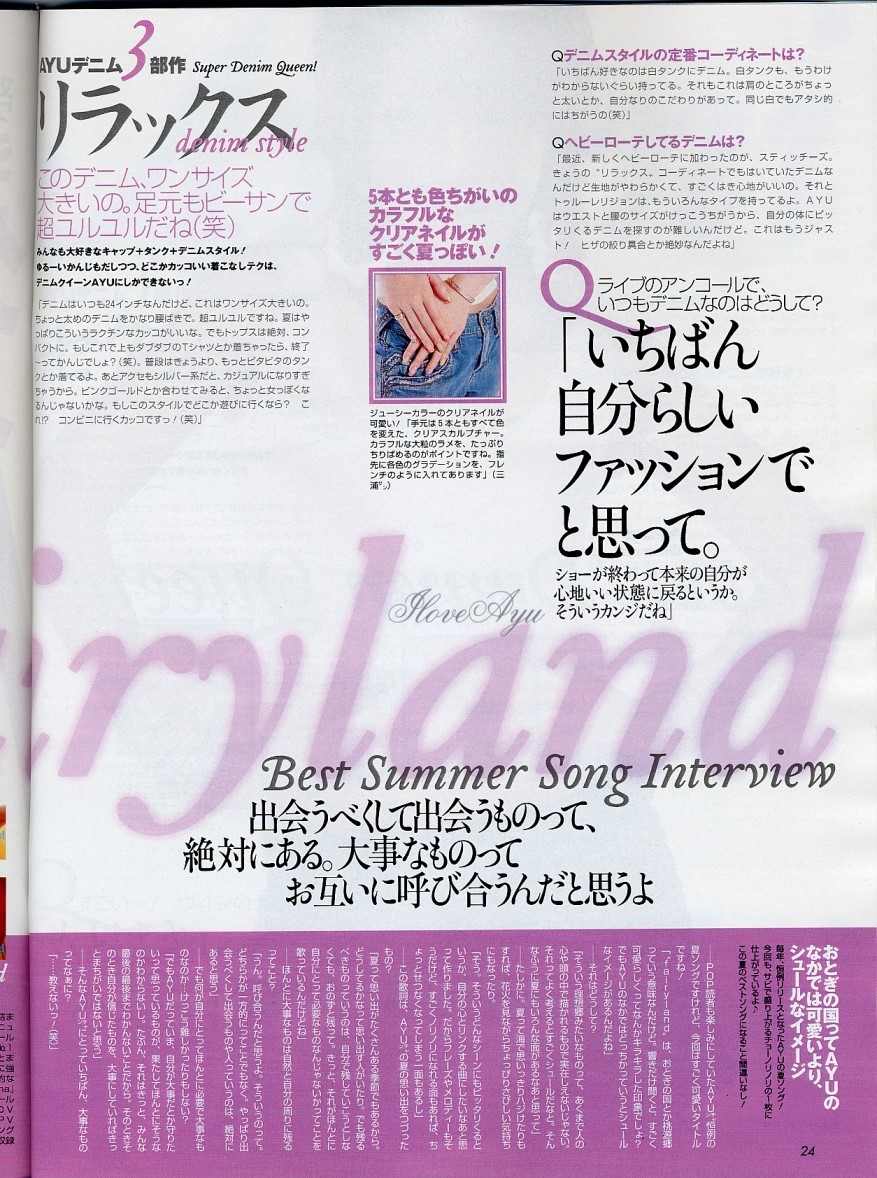 AYUデニム3部作 Super Denim Queen!
リラックス
denim style
このデニム、ワンサイズ
大きいの。足元もビーサンで
超ユルユルだね(笑)
みんなも大好きなキャップ+タンク+デニムスタイル!
ゆるーいかんじもだしつつ、どこかカッコいい着こなしテクは、
デニムクイーンAYUにしかできないっ!
「デニムはいつも24インチなんだけど、これはワンサイズ大きいの。
ちょっと太めのデニムをかなり腰ばきで。超ユルユルですね。夏はや
っぱりこういうラクチンなカッコがいいな。でもトップスは絶対、コン
パクトに。もしこれで上もダブダブのTシャツとか着ちゃったら、終了
〜ってかんじでしょ?(笑)。普段はきょうより、もっとピタピタのタン
クとか着てるよ。あとアクセもシルバー系だと、カジュアルになりすぎ
ちゃうから。ピンクゴールドとか合わせてみると、ちょっと女っぽくな
るんじゃないかな。もしこのスタイルでどこか遊びに行くなら? こ
れ!? コンビニに行くカッコですっ!(笑)」
5本とも色ちがいの
カラフルな
クリアネイルが
すごく夏っぽい!
ジューシーカラーのクリアネイルが
可愛い!「手元は5本ともすべて色
を変えた、クリアスカルプチャー。
カラフルな大粒のラメを、たっぷり
ちりばめるのがポイントですね。指
先に各色のグラデーションを、フレ
ンチのように入れてあります」(三
浦サン)
Qデニムスタイルの定番コーディネートは?
「いちばん好きなのは白タンクにデニム。白タンクも、もうわけ
がわからないぐらい持ってる。それもこれは肩のところがちょっ
と太いとか、自分なりのこだわりがあって。同じ白でもアタシ的
にはちがうの(笑)」
Qヘビーローテしてるデニムは?
「最近、新しくヘビーローテに加わったのが、スティッチーズ。
きょうの"リラックス"コーディネートでもはいていたデニムな
んだけど生地がやわらかくて、すごくはき心地がいいの。それと
トゥルーレリジョンは、もういろんなタイプを持ってるよ。AYU
はウエストと腰のサイズがけっこうちがうから、自分の体にピッ
タリくるデニムを探すのが難しいんだけど。これはもうジャス
ト! ヒザの絞り具合とか絶妙なんだよね」
Qライブのアンコールで、
いつもデニムなのはどうして?
「いちばん
自分らしい
ファッションで
と思って。
ショーが終わって本来の自分が
心地いい状態に戻るというか。
そういうカンジだね」
IloveAyu
iryland
Best Summer Song Interview
出会うべくして出会うものって、
絶対にある。大事なものって
お互いに呼び合うんだと思うよ
おとぎの国ってAYUの
なかでは可愛いより、
シュールなイメージ
毎年、恒例リリースとなったAYUの夏ソング!
今回も、サビで盛り上がるチューンノリノリの1枚に
仕上がっているよ♪
この夏のベストソングになること間違いなし!
——POP読者も楽しみにしていたAYUサン恒例の
夏ソングですけれど、今回はすごく可愛いタイトル
ですね♪
「『fairyland』は、おとぎの国とか桃源郷
っていう意味なんだけど。響きだけ聞くと、すごく
可愛らしくってなんかキラキラした印象でしょ?
でもAYUのなかではどっちかっていうとシュール
なイメージがあるんだよね」
——それはどうして?
「そういう理想郷みたいなものって、あくまで人の
心や頭の中で描かれるもので実在しえないじゃない。
それってよく考えるとすごくシュールだなと。そん
なふうに夏にもいろんな面があるなあと思って」
——たしかに。夏って海で思いっきりハジけたりも
すれば、花火を見ながらちょっぴりさびしい気持ち
にもなったり。
「そう。そういうどんなシーンにもピッタリくると
いうか、自分の心とリンクする曲にしたいなあと思
って作りました。だからフレーズやメロディーもそ
うだけど、すごくノリノリになれる面もあれば、ち
ょっとせつなくなってしまう一面もあるし」
——この歌詞は、AYUサンの夏の思い出をつづった
もの?
「夏って思い出がたくさんある季節でもあるから。
どうしてるかなって思い出す人がいたり。でも残る
べきものっていうのは、自分で残していこうとしな
くても、おのずと残って。きっと、それがほんとに
自分にとって必要なものなんじゃないかってことを
歌っているんだけどね」
——ほんとに大事なものは自然と自分の周りに残る
ってこと?
「うん。呼び合うんだと思うよ、そういうのって。
どちらかが一方的にってことでもなく、やっぱり出
会うべくして出会うものや人っていうのは、絶対に
あると思う」
——でも何が自分にとってほんとに必要で大事なも
のなのか…けっこう難しかったりもしない?
「でもAYUだっていま、自分が大事だとか守りた
いって思っているものが、果たしてほんとにそうな
のかわからないし。たぶん、それはきっと、みんな
最後の最後までわかんないことだから。そのときそ
のとき自分が信じたものを、大事にしていればきっ
とまちがいではないと思う」
——そんなAYUサンにとっていちばん、大事なもの
ってなぁに?
「……教えないっ!(笑)」
24